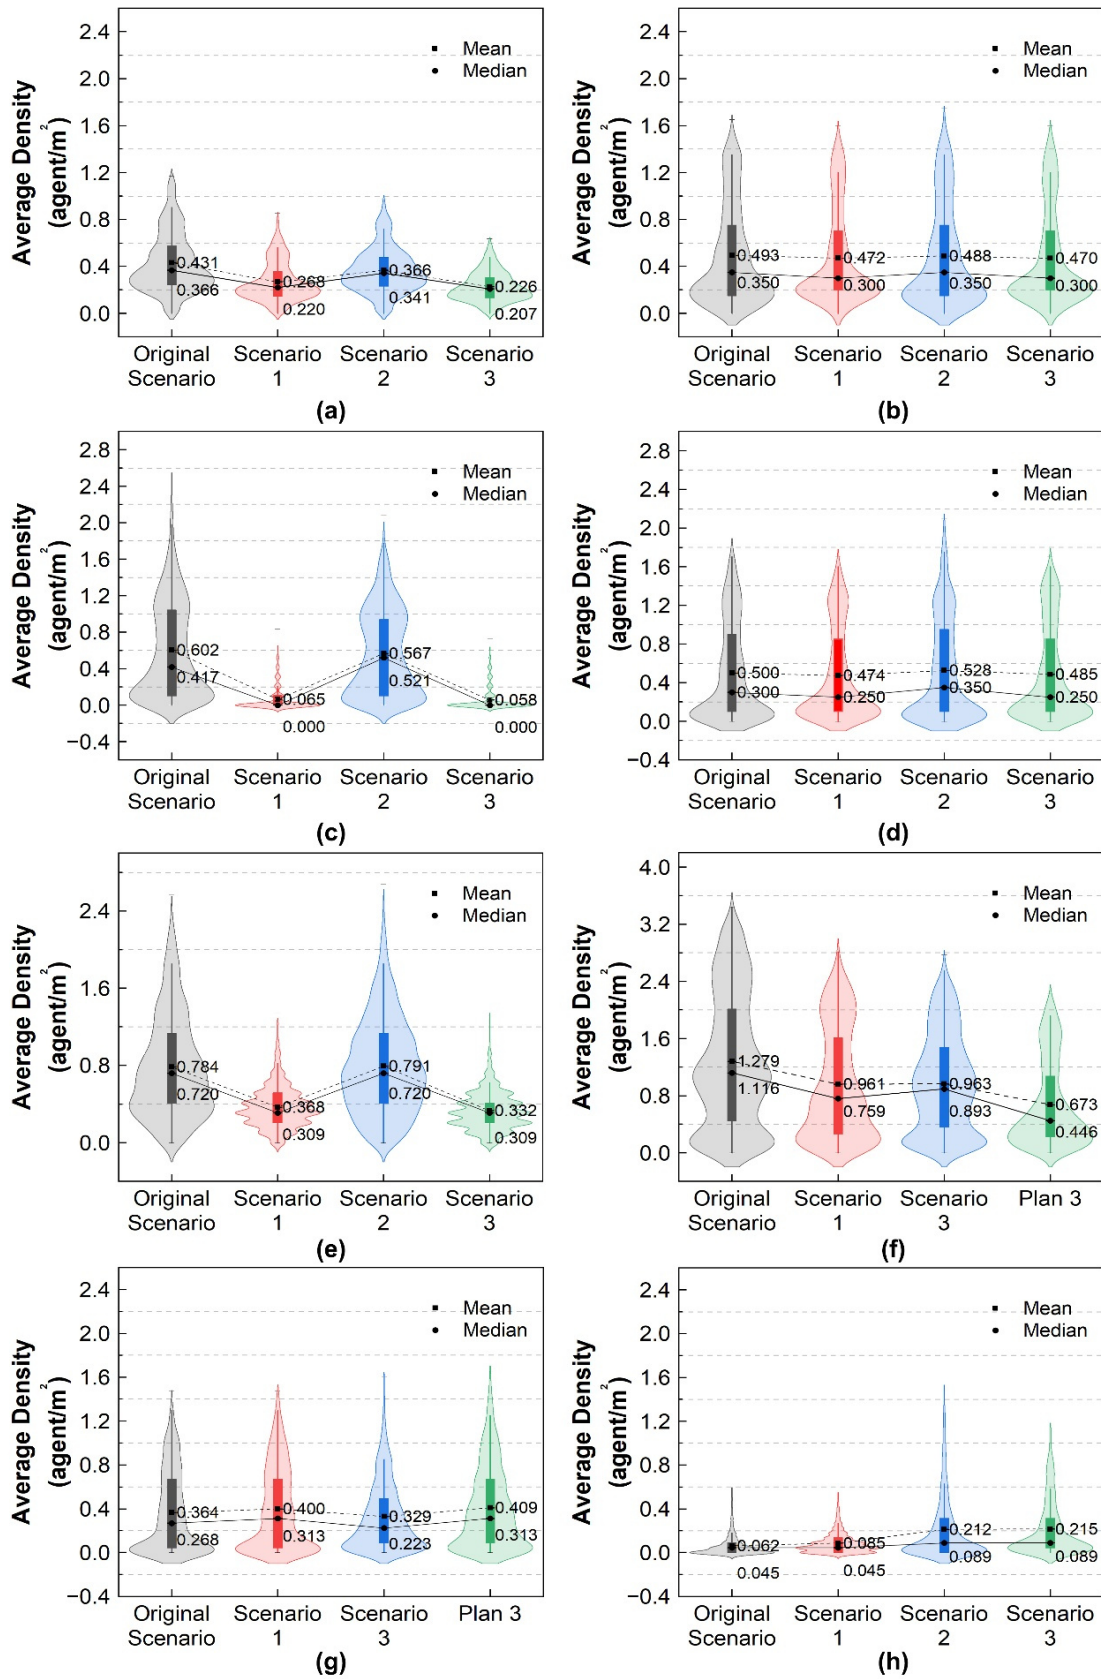 2.4
2.0
1.6
1.2
0.8
0.4
0.0
Average Density
(agent/m²)
Mean
Median
0.431
0.366
0.268
0.220
0.366
0.341
0.226
0.207
Original Scenario
Scenario 1
Scenario 2
Scenario 3
(a)
2.4
2.0
1.6
1.2
0.8
0.4
0.0
Average Density
(agent/m²)
Mean
Median
0.493
0.350
0.472
0.300
0.488
0.350
0.470
0.300
Original Scenario
Scenario 1
Scenario 2
Scenario 3
(b)
2.8
2.4
2.0
1.6
1.2
0.8
0.4
0.0
−0.4
Average Density
(agent/m²)
Mean
Median
0.602
0.417
0.065
0.000
0.567
0.521
0.058
0.000
Original Scenario
Scenario 1
Scenario 2
Scenario 3
(c)
2.8
2.4
2.0
1.6
1.2
0.8
0.4
0.0
−0.4
Average Density
(agent/m²)
Mean
Median
0.500
0.300
0.474
0.250
0.528
0.350
0.485
0.250
Original Scenario
Scenario 1
Scenario 2
Scenario 3
(d)
2.4
1.6
0.8
0.0
Average Density
(agent/m²)
Mean
Median
0.784
0.720
0.368
0.309
0.791
0.720
0.332
0.309
Original Scenario
Scenario 1
Scenario 2
Scenario 3
(e)
4.0
3.2
2.4
1.6
0.8
0.0
Average Density
(agent/m²)
Mean
Median
1.279
1.116
0.961
0.759
0.963
0.893
0.673
0.446
Original Scenario
Scenario 1
Scenario 3
Plan 3
(f)
2.4
2.0
1.6
1.2
0.8
0.4
0.0
−0.4
Average Density
(agent/m²)
Mean
Median
0.364
0.268
0.400
0.313
0.329
0.223
0.409
0.313
Original Scenario
Scenario 1
Scenario 3
Plan 3
(g)
2.4
2.0
1.6
1.2
0.8
0.4
0.0
−0.4
Average Density
(agent/m²)
Mean
Median
0.062
0.045
0.085
0.045
0.212
0.089
0.215
0.089
Original Scenario
Scenario 1
Scenario 2
Scenario 3
(h)